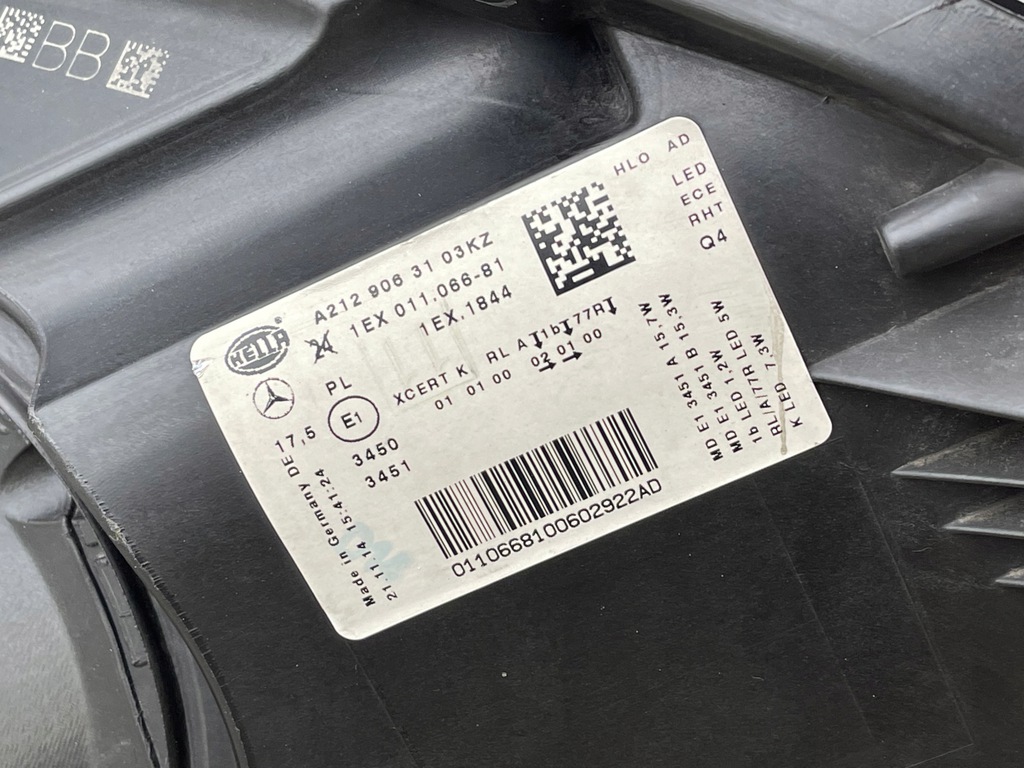 BB
HLO AD
LED
ECE
RHT
Q4
A212 906 31 03KZ
1EX 011.066-81
1EX.1844
HELLA
PL
E1
XCERT K RL A 1b 77R
01 01 00 02 01 00
17,5
3450
3451
Made in Germany DE
21.11.14 15:41:24
MD E1 3451 A 15.7W
MD E1 3451 B 15.3W
1b LED 1.2W
RL/A/77R LED 5W
K LED 7.3W
0110668100602922AD